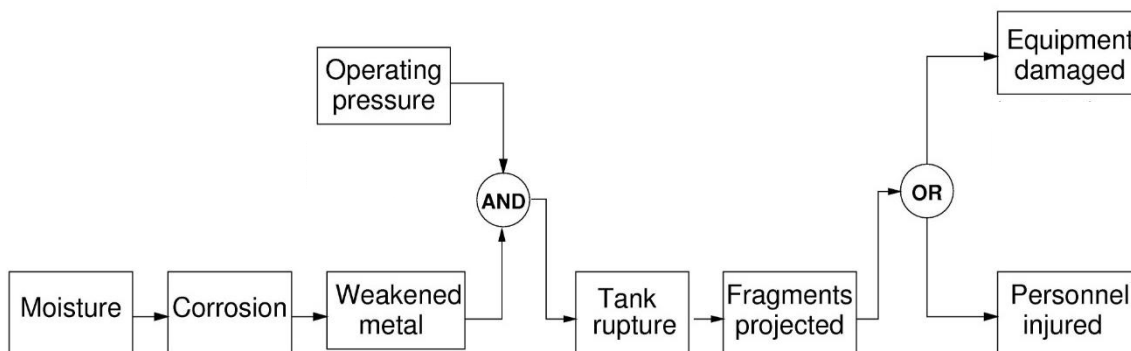 Operating
pressure
Equipment
damaged
AND
OR
Moisture
Corrosion
Weakened
metal
Tank
rupture
Fragments
projected
Personnel
injured